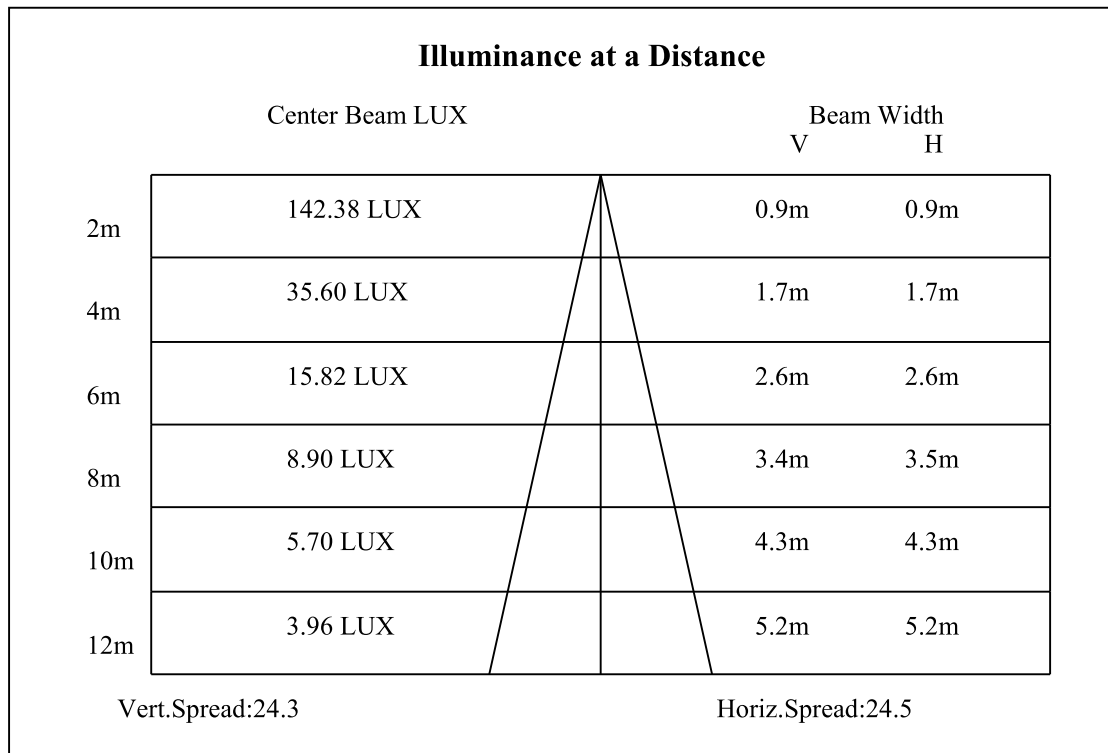 Illuminance at a Distance
Center Beam LUX Beam Width
V H
2m 142.38 LUX 0.9m 0.9m
4m 35.60 LUX 1.7m 1.7m
6m 15.82 LUX 2.6m 2.6m
8m 8.90 LUX 3.4m 3.5m
10m 5.70 LUX 4.3m 4.3m
12m 3.96 LUX 5.2m 5.2m
Vert.Spread:24.3 Horiz.Spread:24.5